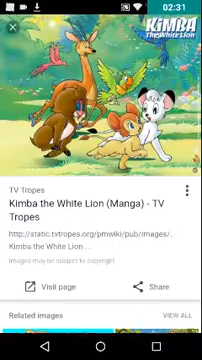 02:31
KiMBA
The White Lion
TV Tropes
Kimba the White Lion (Manga) - TV
Tropes
http://static.tvtropes.org/pmwiki/pub/images/.
Kimba the White Lion ...
Images may be subject to copyright
Visit page
Share
Related images
VIEW ALL